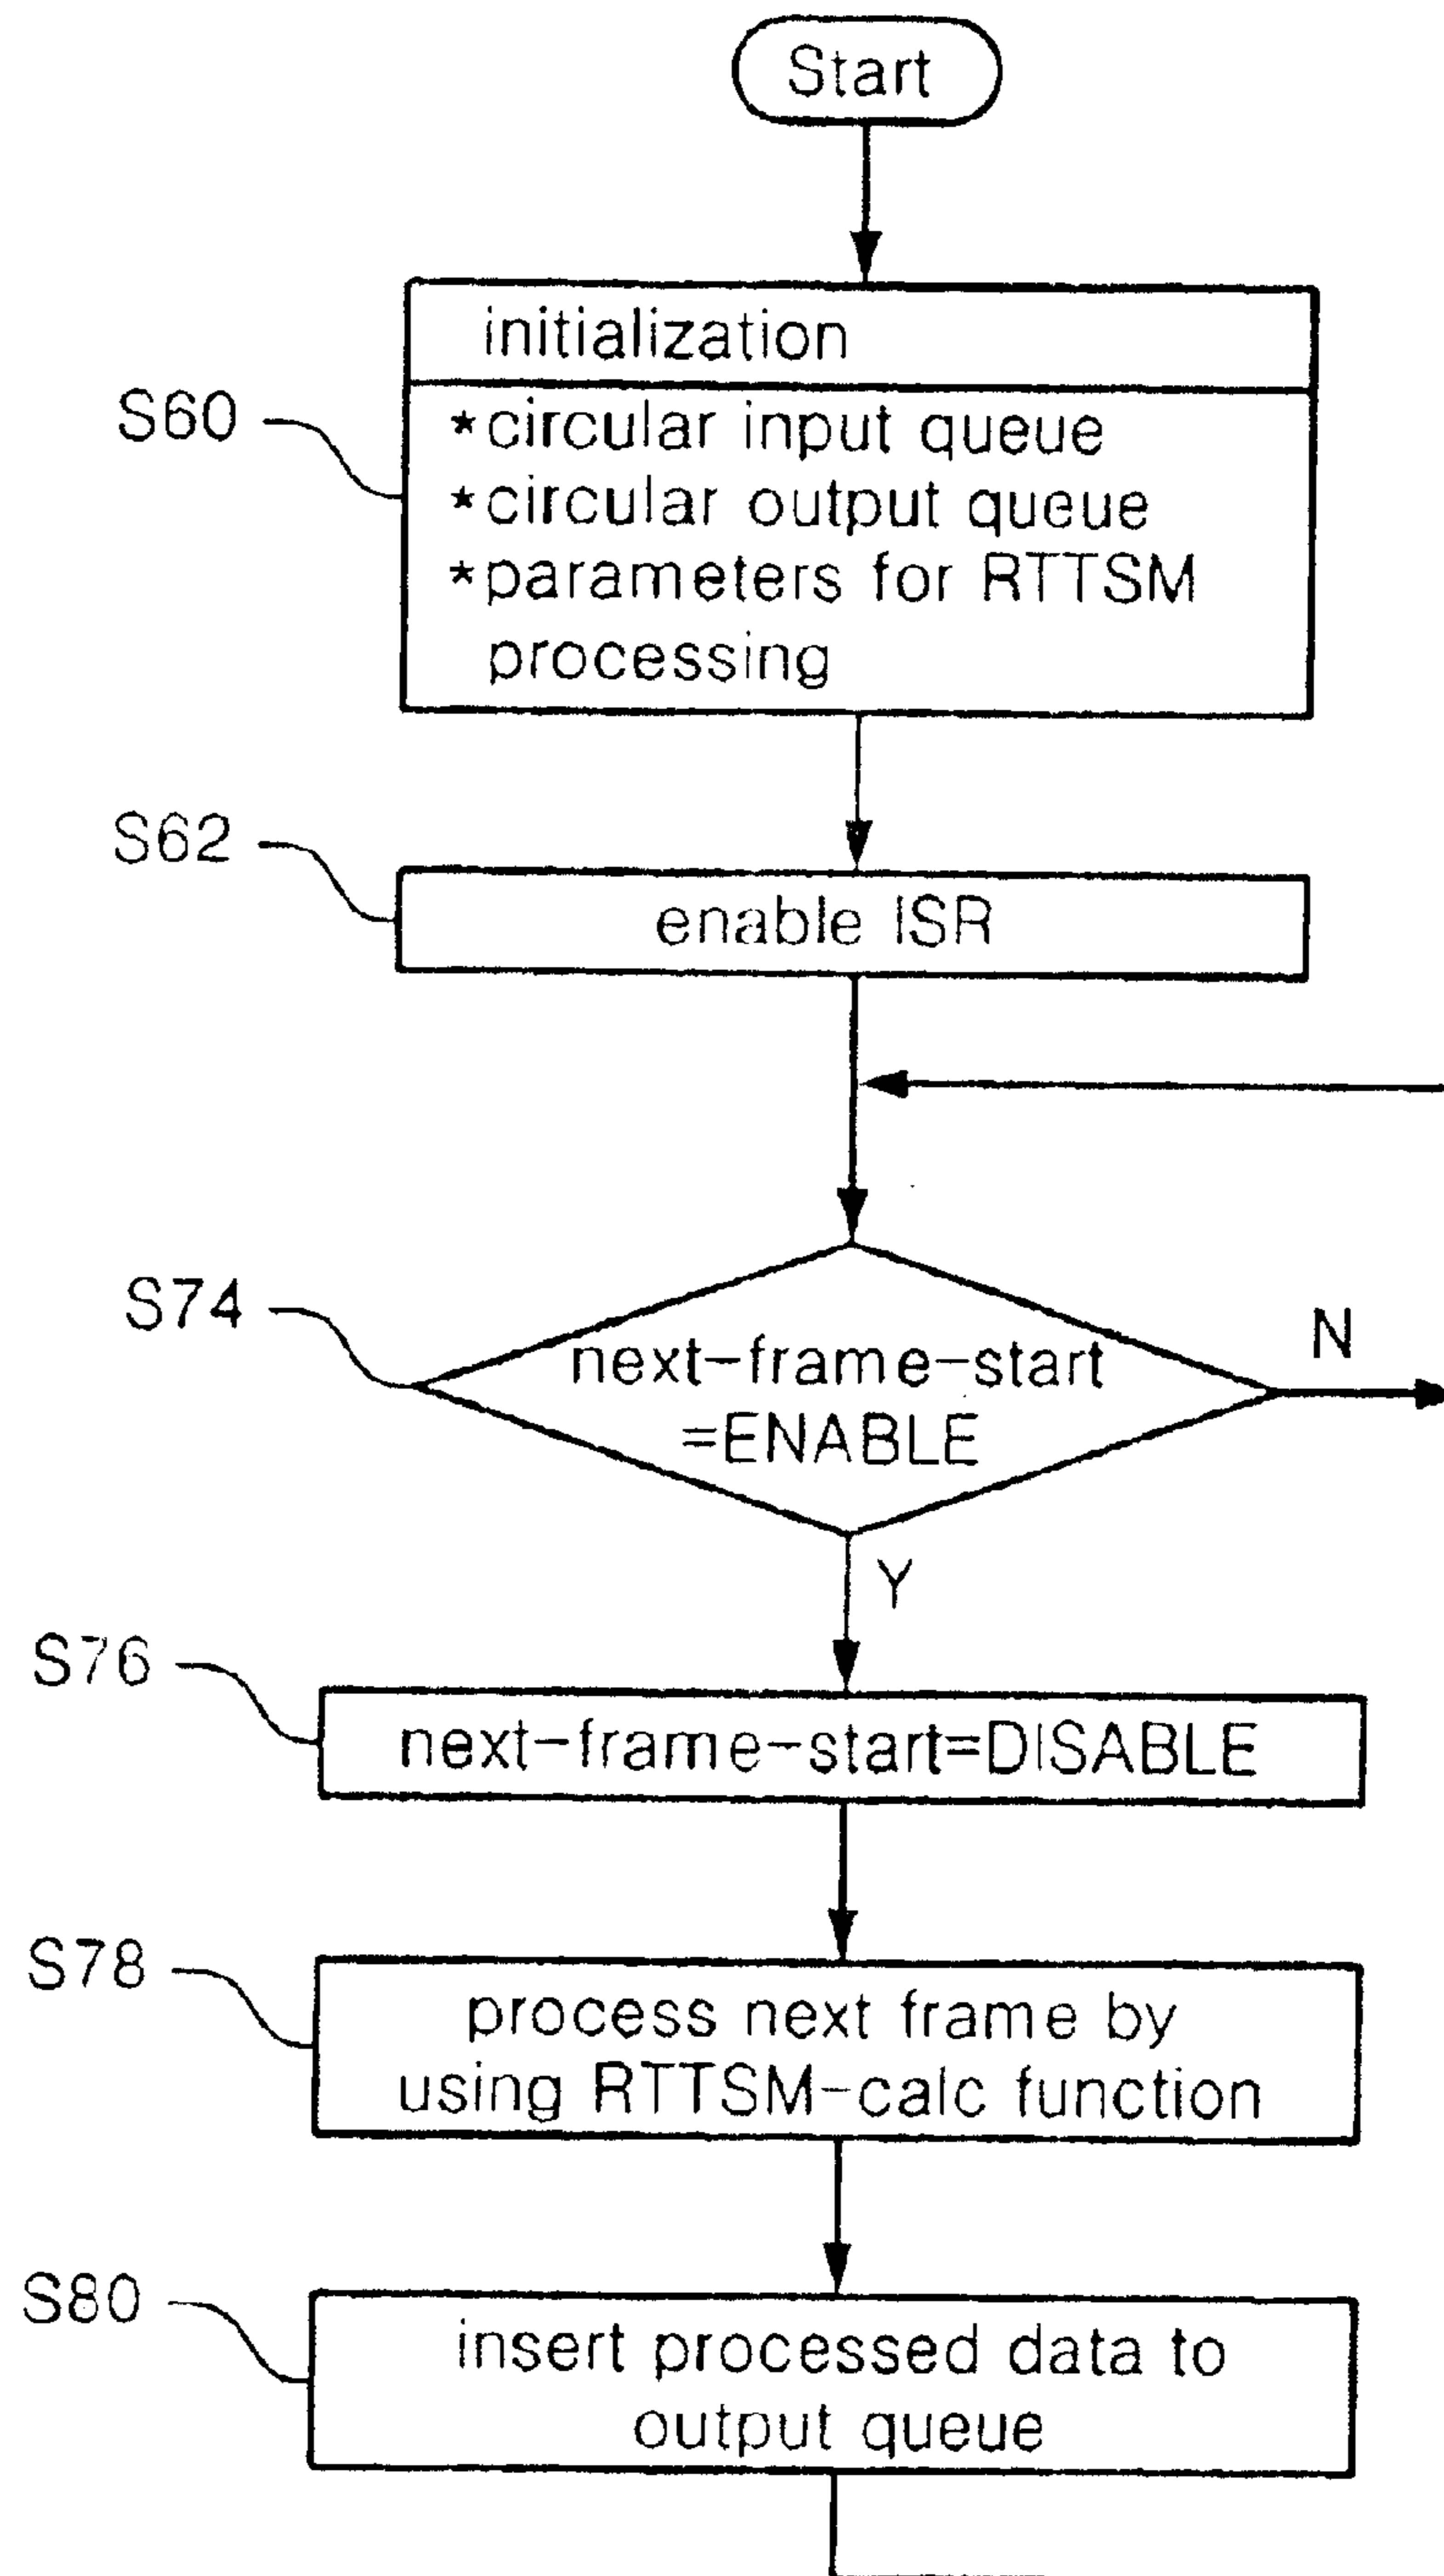 Start
initialization
S60
*circular input queue
*circular output queue
*parameters for RTTSM
processing
S62
enable ISR
S74
next-frame-start
=ENABLE
N
Y
S76
next-frame-start=DISABLE
S78
process next frame by
using RTTSM-calc function
S80
insert processed data to
output queue